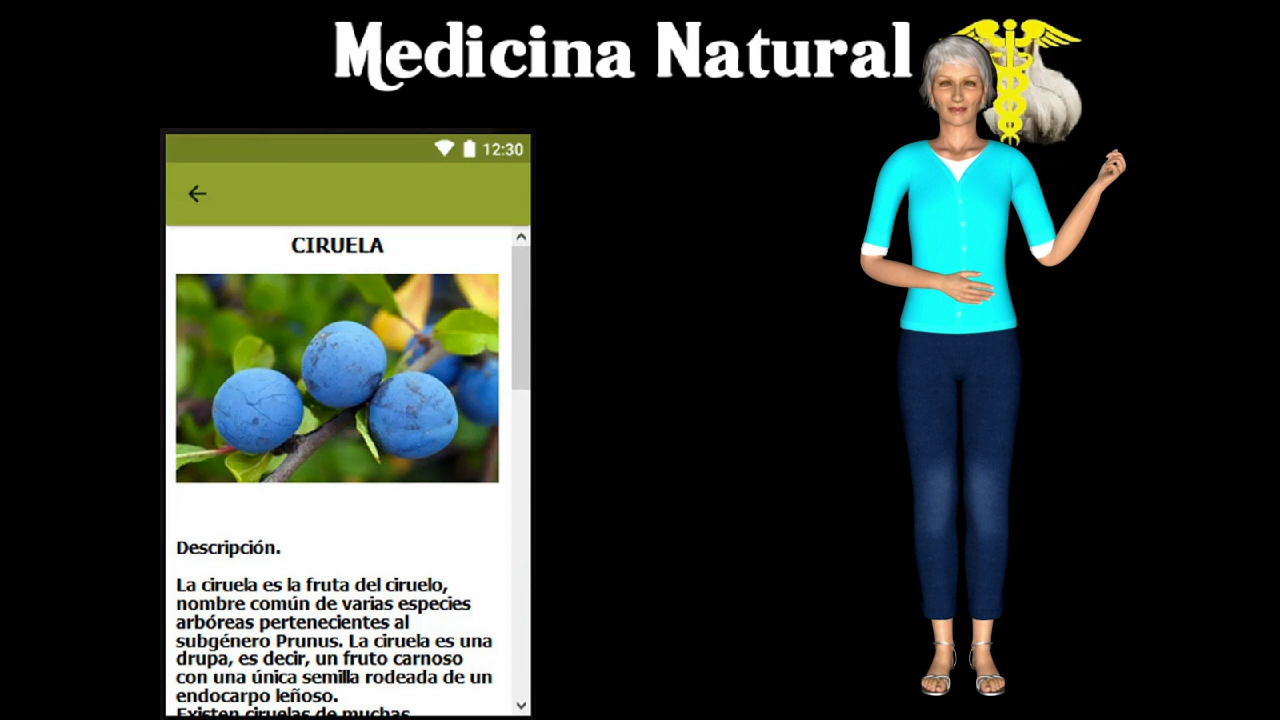 Medicina Natural
12:30
CIRUELA
Descripción.
La ciruela es la fruta del ciruelo,
nombre común de varias especies
arbóreas pertenecientes al
subgénero Prunus. La ciruela es una
drupa, es decir, un fruto carnoso
con una única semilla rodeada de un
endocarpo leñoso.
Existen ciruelas de muchas